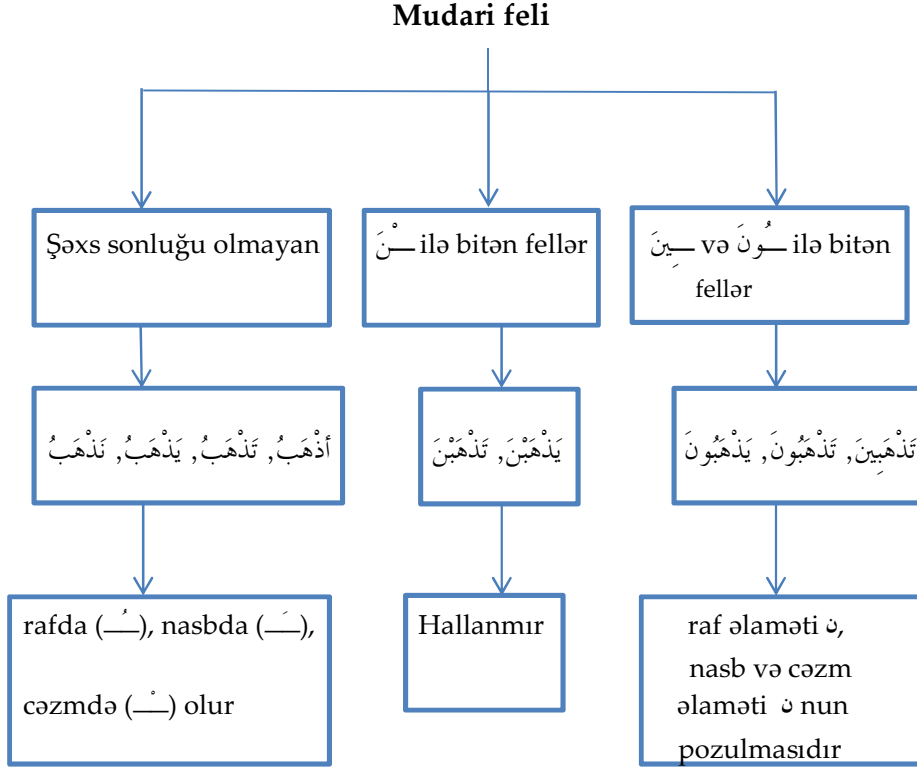 Mudari feli
Şəxs sonluğu olmayan
ــْنَ ilə bitən fellər
ــِينَ və ــُونَ ilə bitən
fellər
أذْهَبُ, تَذْهَبُ, يَذْهَبُ, نَذْهَبُ
يَذْهَبْنَ, تَذْهَبْنَ
تَذْهَبِينَ, تَذْهَبُونَ, يَذْهَبُونَ
rafda (ـــُ), nasbda (ـــَ),
cəzmdə (ـــْ) olur
Hallanmır
raf əlaməti ن,
nasb və cəzm
əlaməti ن nun
pozulmasıdır